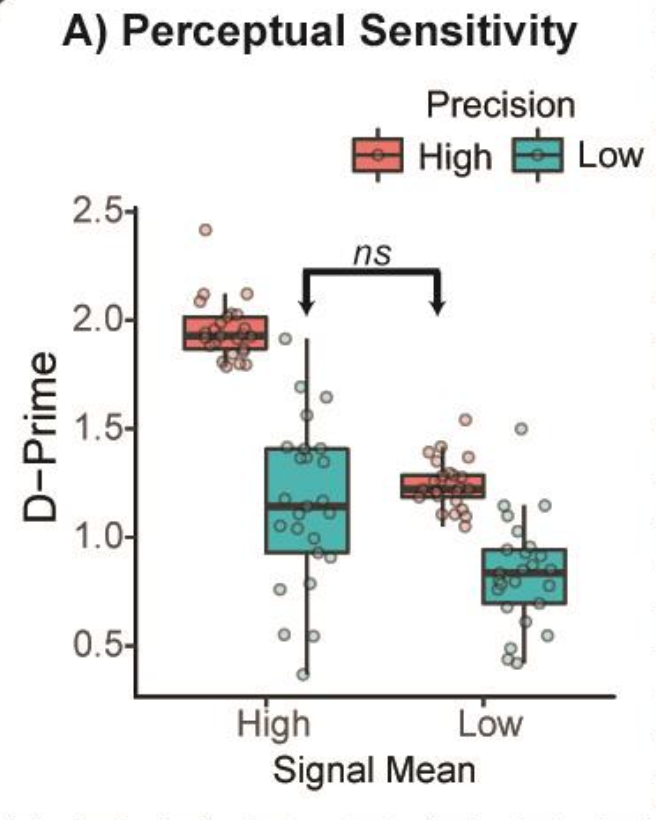 A) Perceptual Sensitivity
Precision
High Low
2.5
ns
2.0
1.5
1.0
0.5
D-Prime
High Low
Signal Mean